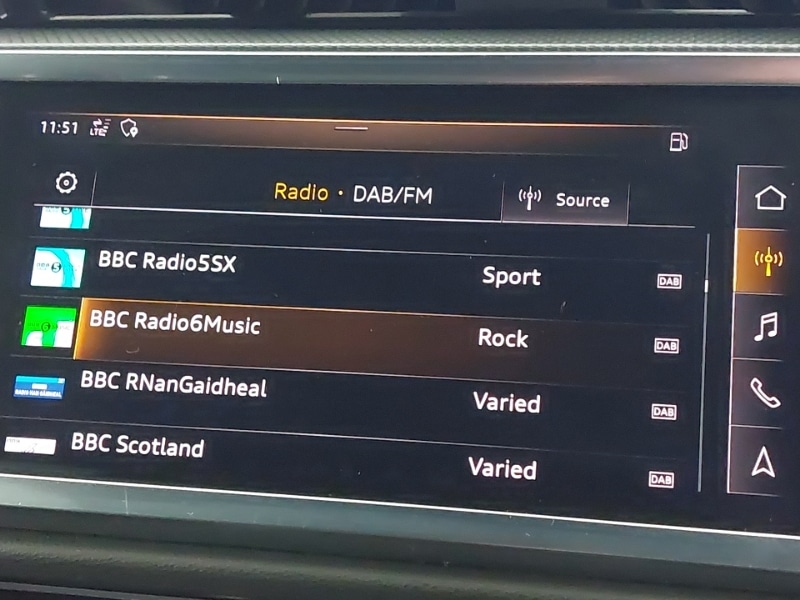 11:51 LTE
Radio · DAB/FM
Source
BBC Radio5SX Sport DAB
BBC Radio6Music Rock DAB
BBC RNanGaidheal Varied DAB
BBC Scotland Varied DAB